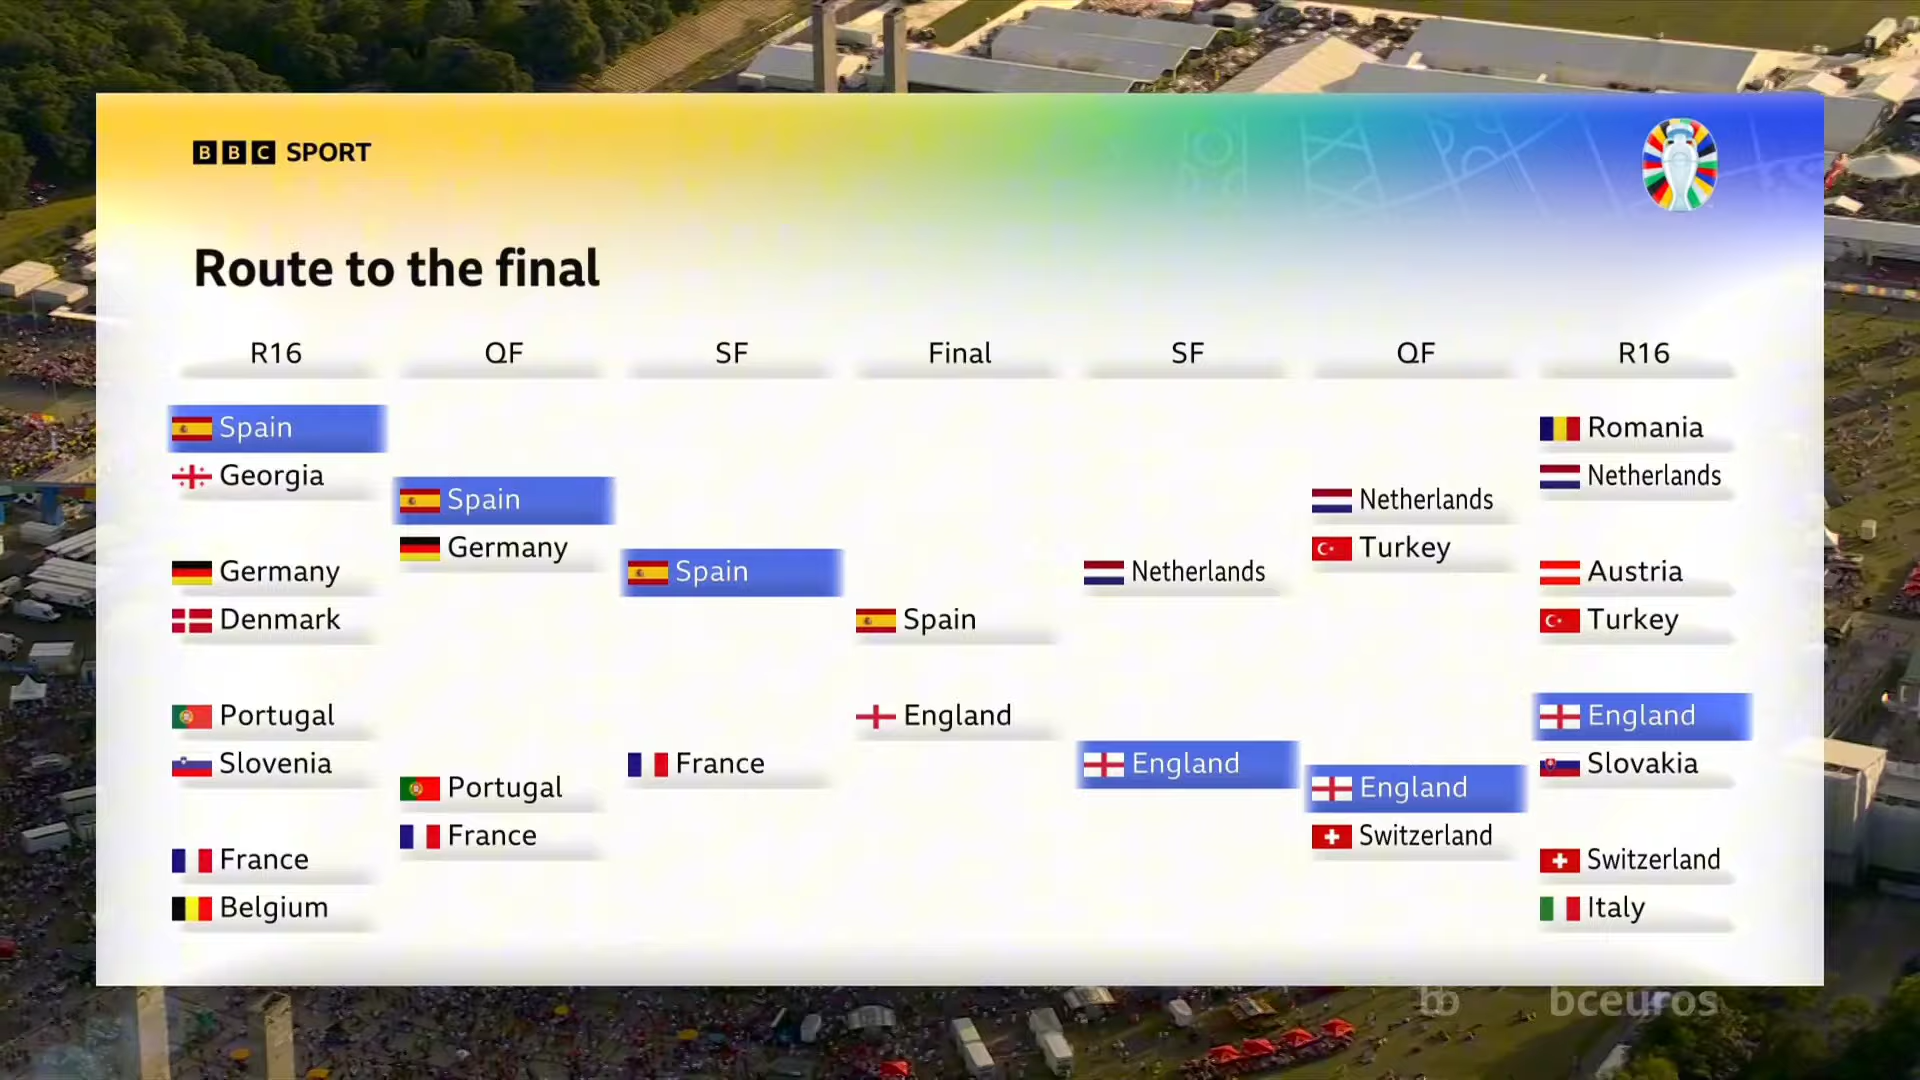 BBC SPORT
Route to the final
R16 QF SF Final SF QF R16
Spain Romania
Georgia Netherlands
Spain Netherlands
Germany Turkey
Germany Spain Netherlands Austria
Denmark Spain Turkey
Portugal England England
Slovenia France England Slovakia
Portugal England
France Switzerland
France Switzerland
Belgium Italy
bceuros